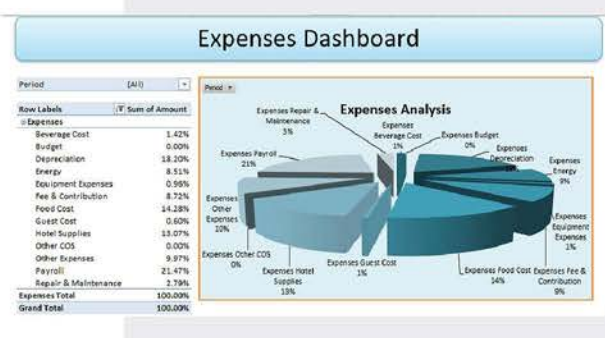 Expenses Dashboard
Period (All)
Row Labels Sum of Amount
Expenses
Beverage Cost 1.42%
Budget 0.00%
Depreciation 18.20%
Energy 8.51%
Equipment Expenses 0.96%
Fee & Contribution 8.72%
Food Cost 14.28%
Guest Cost 0.60%
Hotel Supplies 13.07%
Other COS 0.00%
Other Expenses 9.97%
Payroll 21.47%
Repair & Maintenance 2.79%
Expenses Total 100.00%
Grand Total 100.00%
Period
Expenses Analysis
Expenses Repair &
Maintenance
3%
Expenses
Beverage Cost
1%
Expenses Budget
0%
Expenses
Depreciation
Expenses
Energy
9%
Expenses
Equipment
Expenses
1%
Expenses Fee &
Contribution
9%
Expenses Food Cost
14%
Expenses Guest Cost
1%
Expenses Hotel
Supplies
13%
Expenses Other COS
0%
Expenses
Other
Expenses
10%
Expenses Payroll
21%